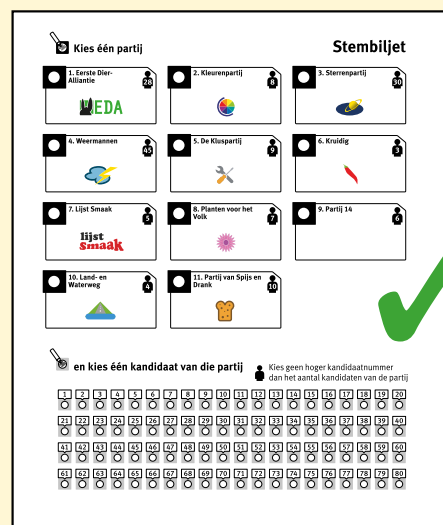 Kies één partij
Stembiljet
1. Eerste Dier-
Alliantie
28
EDA
2. Kleurenpartij
8
3. Sterrenpartij
30
4. Weermannen
45
5. De Kluspartij
9
6. Kruidig
3
7. Lijst Smaak
5
lijst
smaak
8. Planten voor het
Volk
7
9. Partij 14
6
10. Land- en
Waterweg
4
11. Partij van Spijs en
Drank
10
en kies één kandidaat van die partij
Kies geen hoger kandidaatnummer
dan het aantal kandidaten van de partij
1 2 3 4 5 6 7 8 9 10 11 12 13 14 15 16 17 18 19 20
21 22 23 24 25 26 27 28 29 30 31 32 33 34 35 36 37 38 39 40
41 42 43 44 45 46 47 48 49 50 51 52 53 54 55 56 57 58 59 60
61 62 63 64 65 66 67 68 69 70 71 72 73 74 75 76 77 78 79 80